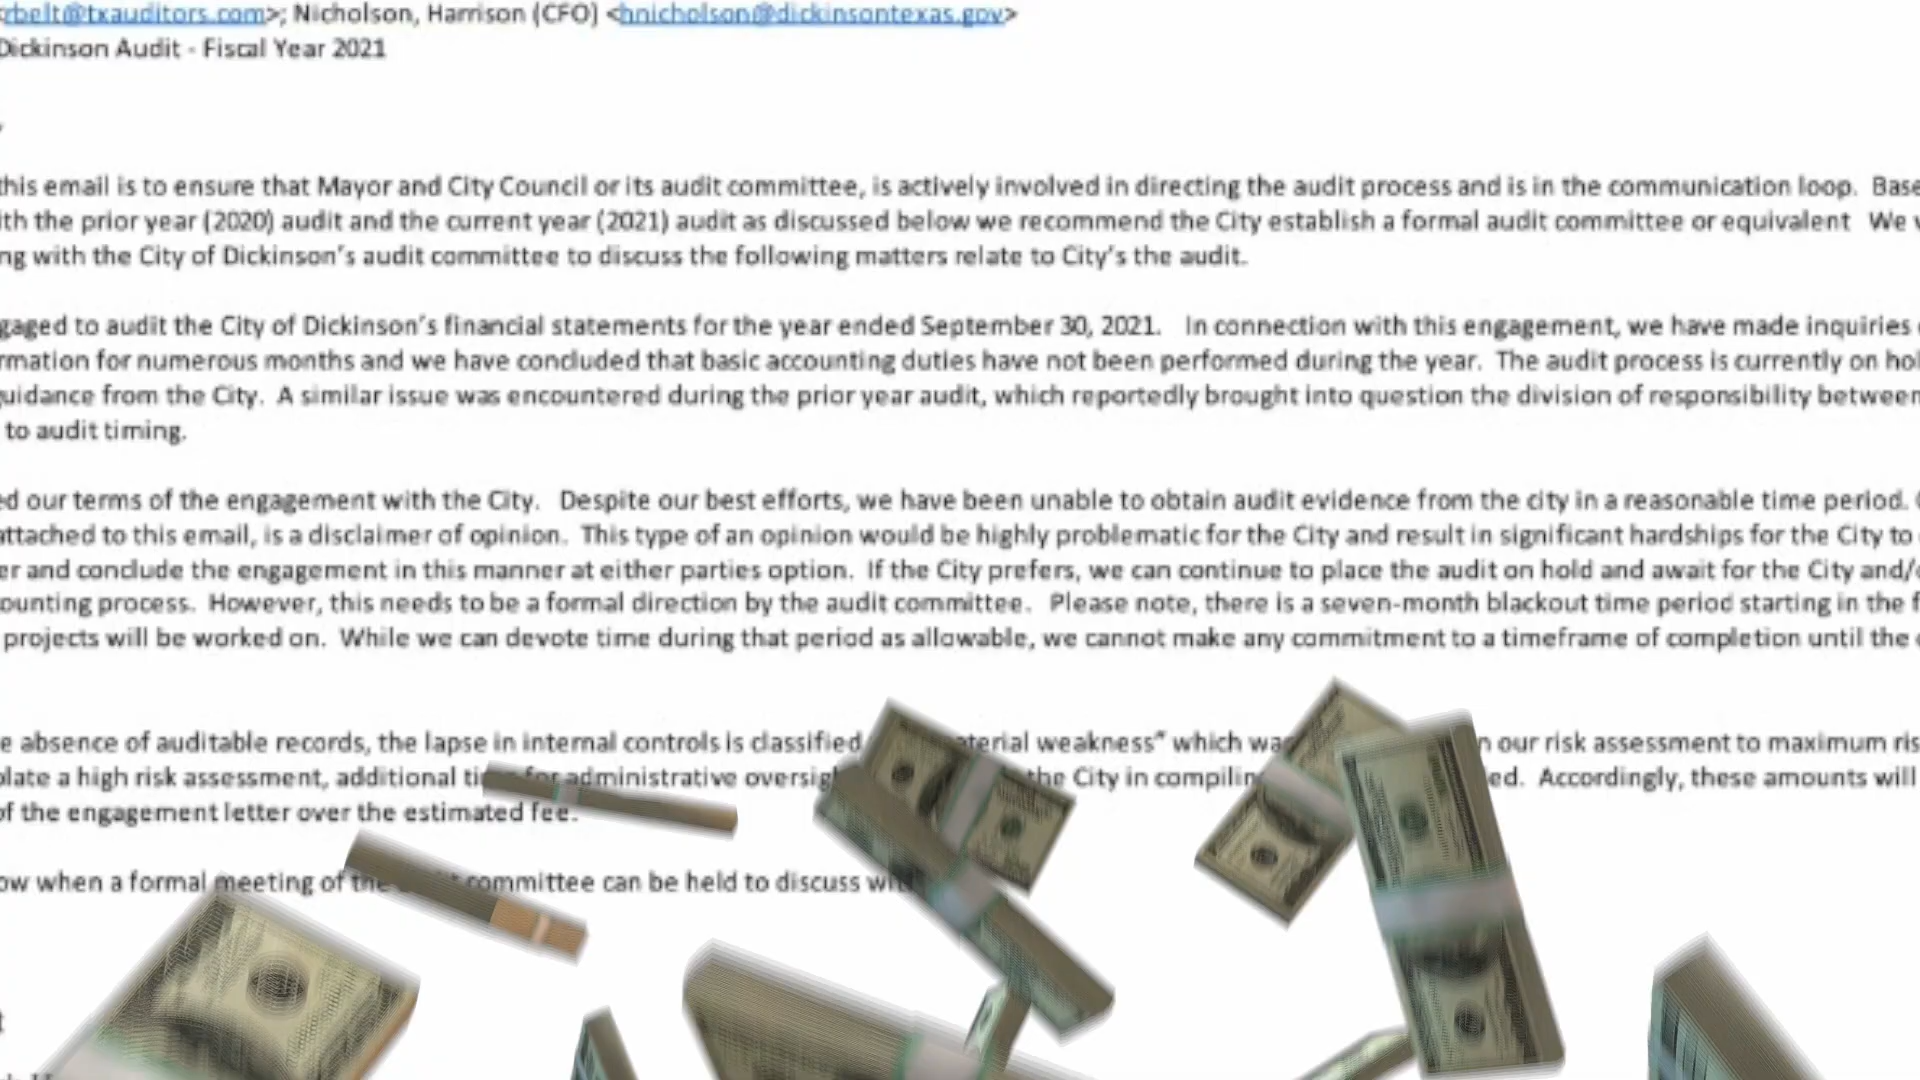 rbelt@txauditors.com>; Nicholson, Harrison (CFO) <hnicholson@dickinsontexas.gov>
Dickinson Audit - Fiscal Year 2021
this email is to ensure that Mayor and City Council or its audit committee, is actively involved in directing the audit process and is in the communication loop. Base
ith the prior year (2020) audit and the current year (2021) audit as discussed below we recommend the City establish a formal audit committee or equivalent We
ng with the City of Dickinson's audit committee to discuss the following matters relate to City's the audit.
gaged to audit the City of Dickinson's financial statements for the year ended September 30, 2021. In connection with this engagement, we have made inquiries
rmation for numerous months and we have concluded that basic accounting duties have not been performed during the year. The audit process is currently on hol
uidance from the City. A similar issue was encountered during the prior year audit, which reportedly brought into question the division of responsibility between
to audit timing.
ed our terms of the engagement with the City. Despite our best efforts, we have been unable to obtain audit evidence from the city in a reasonable time period.
attached to this email, is a disclaimer of opinion. This type of an opinion would be highly problematic for the City and result in significant hardships for the City to
er and conclude the engagement in this manner at either parties option. If the City prefers, we can continue to place the audit on hold and await for the City and/
ounting process. However, this needs to be a formal direction by the audit committee. Please note, there is a seven-month blackout time period starting in the f
projects will be worked on. While we can devote time during that period as allowable, we cannot make any commitment to a timeframe of completion until the
e absence of auditable records, the lapse in internal controls is classified terial weakness" which wa n our risk assessment to maximum ris
plate a high risk assessment, additional ti for administrative oversig the City in compilin ed. Accordingly, these amounts will
of the engagement letter over the estimated fee.
ow when a formal meeting of the committee can be held to discuss wi